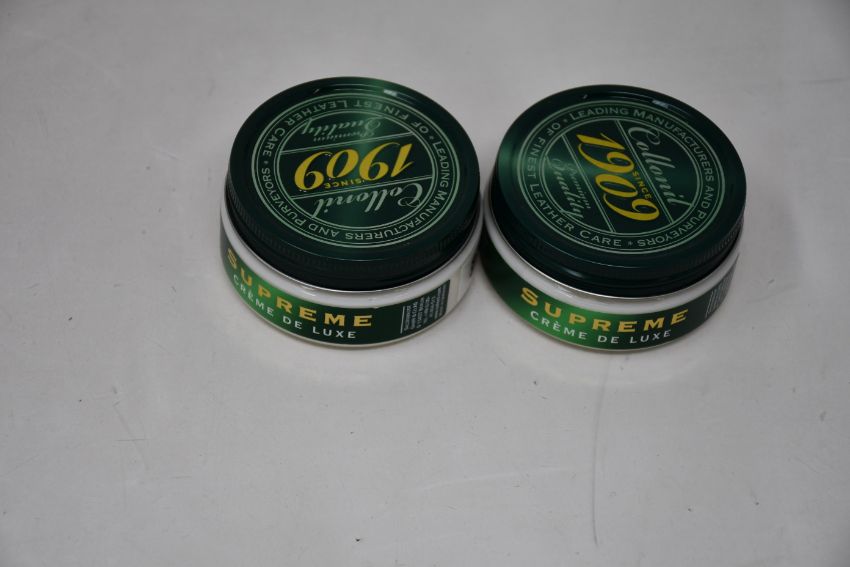 LEADING MANUFACTURERS AND PURVEYORS • OF FINEST LEATHER CARE •
Collonil
SINCE
1909
Premium
Quality
SUPREME
CRÈME DE LUXE
LEADING MANUFACTURERS AND PURVEYORS • OF FINEST LEATHER CARE •
Collonil
SINCE
1909
Premium
Quality
SUPREME
CRÈME DE LUXE